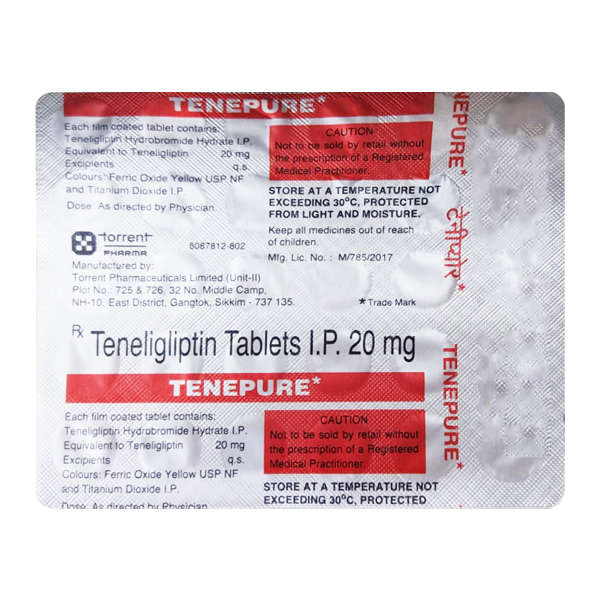 TENEPURE*
Each film coated tablet contains:
Teneligliptin Hydrobromide Hydrate I.P.
Equivalent to Teneligliptin 20 mg
Excipients q.s.
Colours: Ferric Oxide Yellow USP NF
and Titanium Dioxide I.P.
Dose: As directed by Physician.
CAUTION
Not to be sold by retail without
the prescription of a Registered
Medical Practitioner.
STORE AT A TEMPERATURE NOT
EXCEEDING 30°C, PROTECTED
FROM LIGHT AND MOISTURE.
Keep all medicines out of reach
of children.
Mfg. Lic. No. : M/785/2017
torrent
PHARMA
8087812-802
Manufactured by:
Torrent Pharmaceuticals Limited (Unit-II)
Plot No.: 725 & 726, 32 No. Middle Camp,
NH-10, East District, Gangtok, Sikkim - 737 135.
*Trade Mark
Rx Teneligliptin Tablets I.P. 20 mg
TENEPURE*
Each film coated tablet contains:
Teneligliptin Hydrobromide Hydrate I.P.
Equivalent to Teneligliptin 20 mg
Excipients q.s.
Colours: Ferric Oxide Yellow USP NF
and Titanium Dioxide I.P.
Dose: As directed by Physician
CAUTION
Not to be sold by retail without
the prescription of a Registered
Medical Practitioner.
STORE AT A TEMPERATURE NOT
EXCEEDING 30°C, PROTECTED
NEPURE*
टेनीप्योर*
TENEPURE*